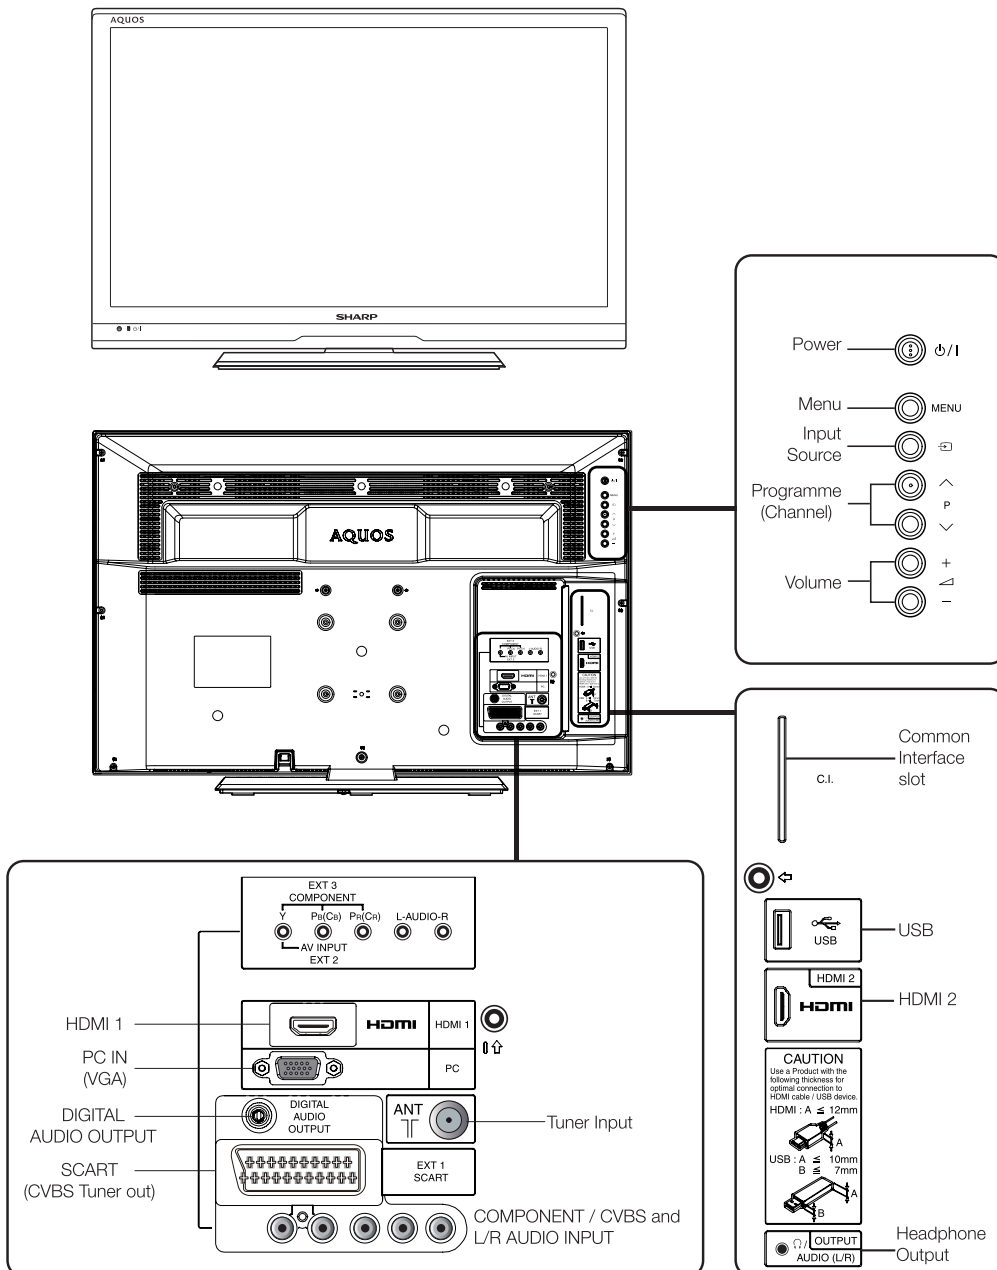 AQUOS
SHARP
AQUOS
Power
Menu
MENU
Input
Source
Programme
(Channel)
P
Volume
+
−
Common
Interface
slot
C.I.
USB
USB
HDMI 2
HDMI
HDMI 2
CAUTION
Use a Product with the
following thickness for
optimal connection to
HDMI cable / USB device.
HDMI : A ≦ 12mm
A
USB : A ≦ 10mm
B ≦ 7mm
A
B
OUTPUT
AUDIO (L/R)
Headphone
Output
EXT 3
COMPONENT
Y PB(CB) PR(CR) L-AUDIO-R
AV INPUT
EXT 2
HDMI 1
HDMI
HDMI 1
PC IN
(VGA)
PC
DIGITAL
AUDIO OUTPUT
DIGITAL
AUDIO
OUTPUT
ANT
Tuner Input
SCART
(CVBS Tuner out)
EXT 1
SCART
COMPONENT / CVBS and
L/R AUDIO INPUT